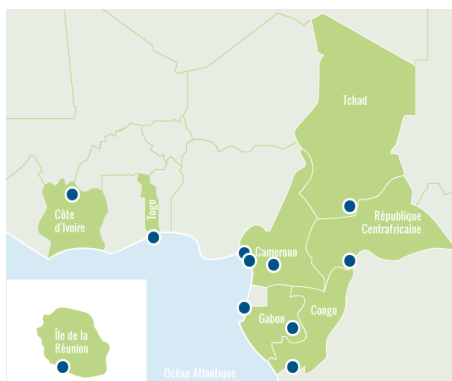 Tchad
République
Centrafricaine
Côte
d'Ivoire
Togo
Cameroun
Gabon
Congo
Île de la
Réunion
Océan Atlantique